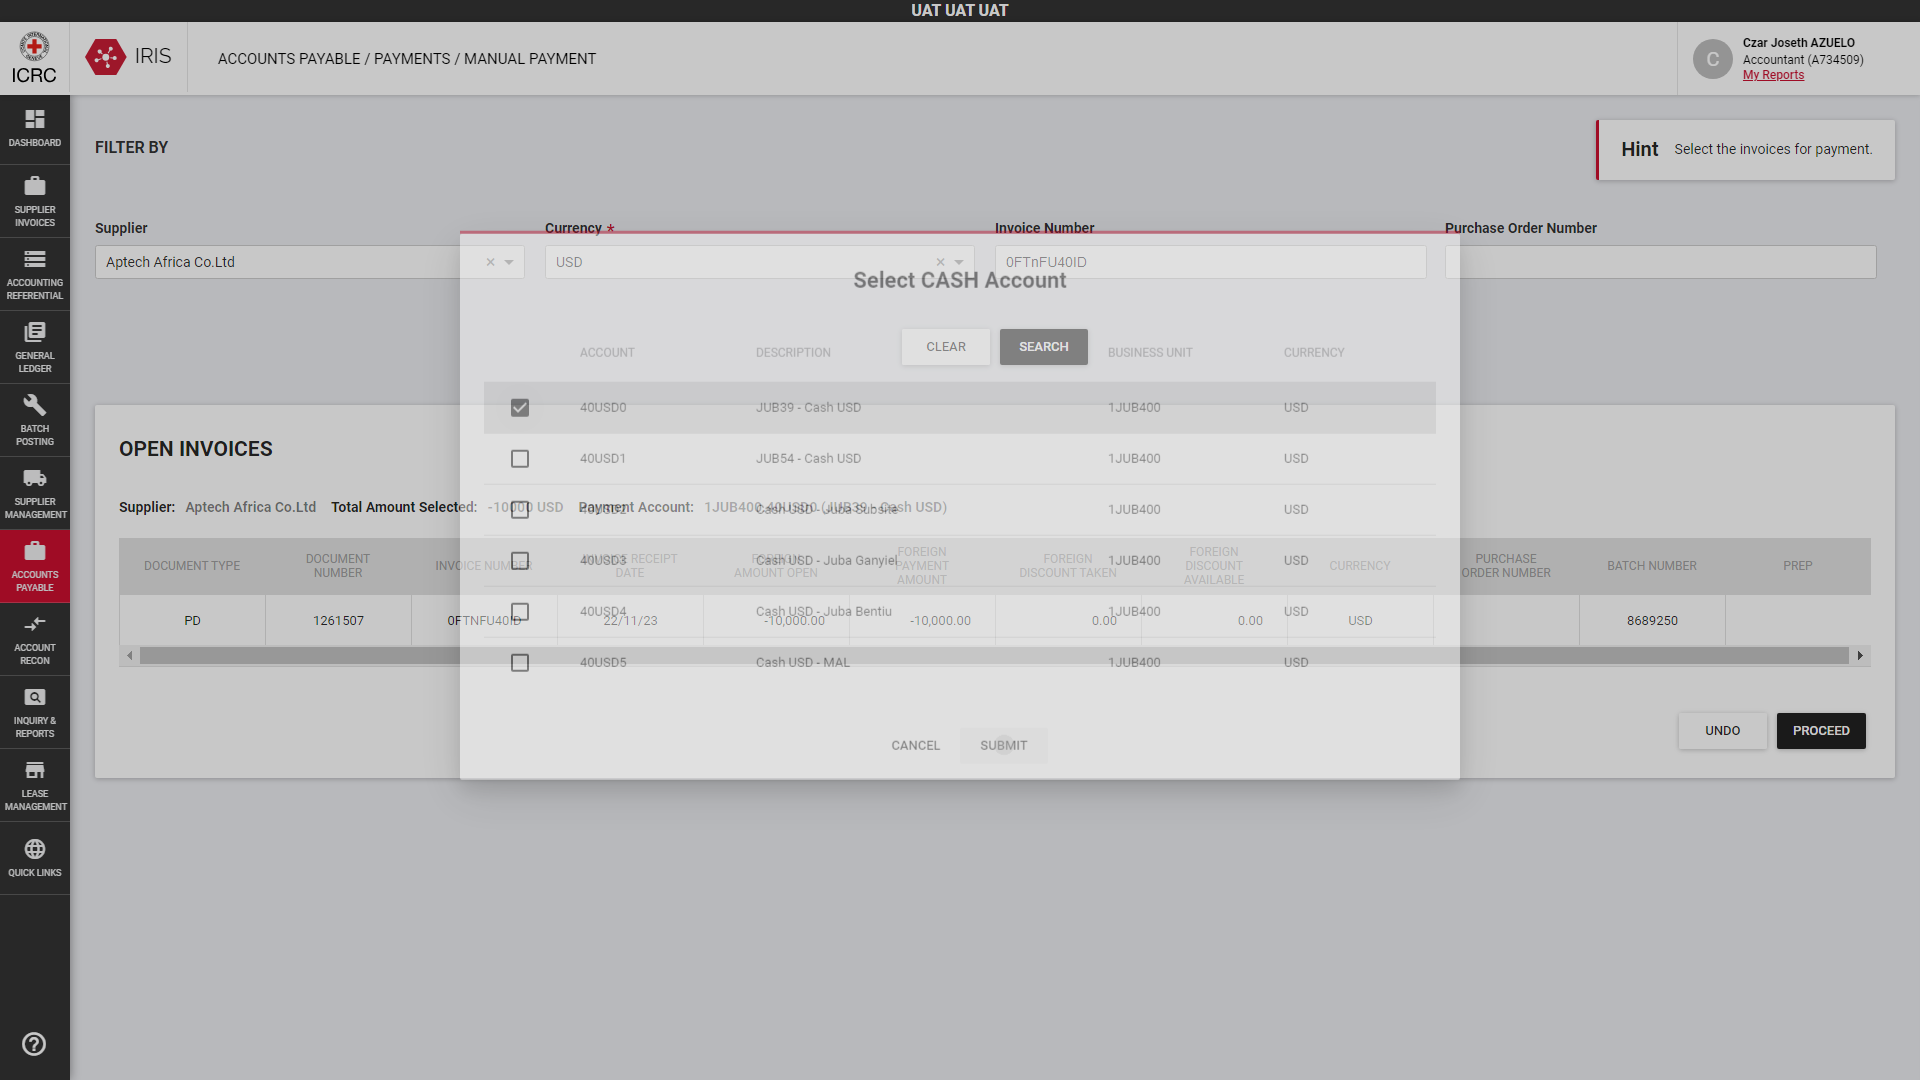 UAT UAT UAT
ICRC
IRIS
ACCOUNTS PAYABLE / PAYMENTS / MANUAL PAYMENT
C
Czar Joseth AZUELO
Accountant (A734509)
My Reports
DASHBOARD
SUPPLIER
INVOICES
ACCOUNTING
REFERENTIAL
GENERAL
LEDGER
BATCH
POSTING
SUPPLIER
MANAGEMENT
ACCOUNTS
PAYABLE
ACCOUNT
RECON
INQUIRY &
REPORTS
LEASE
MANAGEMENT
QUICK LINKS
FILTER BY
Hint Select the invoices for payment.
Supplier
Aptech Africa Co.Ltd
Currency *
USD
Invoice Number
0FTnFU40ID
Purchase Order Number
CLEAR
SEARCH
OPEN INVOICES
Supplier: Aptech Africa Co.Ltd Total Amount Selected: -10000 USD Payment Account: 1JUB400.40USD0 (JUB39 - Cash USD)
DOCUMENT TYPE
DOCUMENT
NUMBER
INVOICE NUMBER
INVOICE RECEIPT
DATE
FOREIGN
AMOUNT OPEN
FOREIGN
PAYMENT
AMOUNT
FOREIGN
DISCOUNT TAKEN
FOREIGN
DISCOUNT
AVAILABLE
CURRENCY
PURCHASE
ORDER NUMBER
BATCH NUMBER
PREP
PD 1261507 0FTNFU40ID 22/11/23 -10,000.00 -10,000.00 0.00 0.00 USD 8689250
UNDO
PROCEED
Select CASH Account
ACCOUNT DESCRIPTION BUSINESS UNIT CURRENCY
40USD0 JUB39 - Cash USD 1JUB400 USD
40USD1 JUB54 - Cash USD 1JUB400 USD
40USD2 Cash USD - Juba Subsite 1JUB400 USD
40USD3 Cash USD - Juba Ganyiel 1JUB400 USD
40USD4 Cash USD - Juba Bentiu 1JUB400 USD
40USD5 Cash USD - MAL 1JUB400 USD
CANCEL
SUBMIT